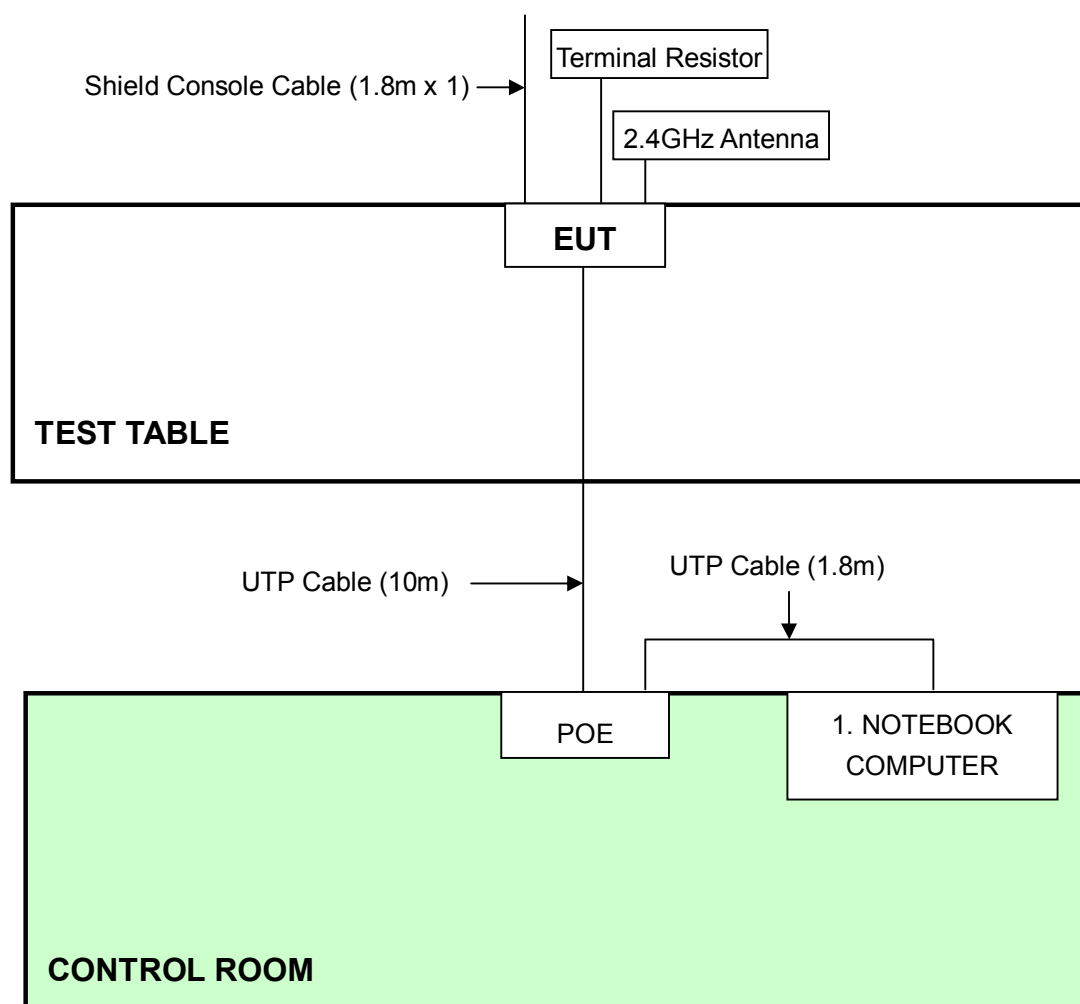 Terminal Resistor
Shield Console Cable (1.8m x 1)
2.4GHz Antenna
EUT
TEST TABLE
UTP Cable (1.8m)
UTP Cable (10m)
POE
1. NOTEBOOK
COMPUTER
CONTROL ROOM